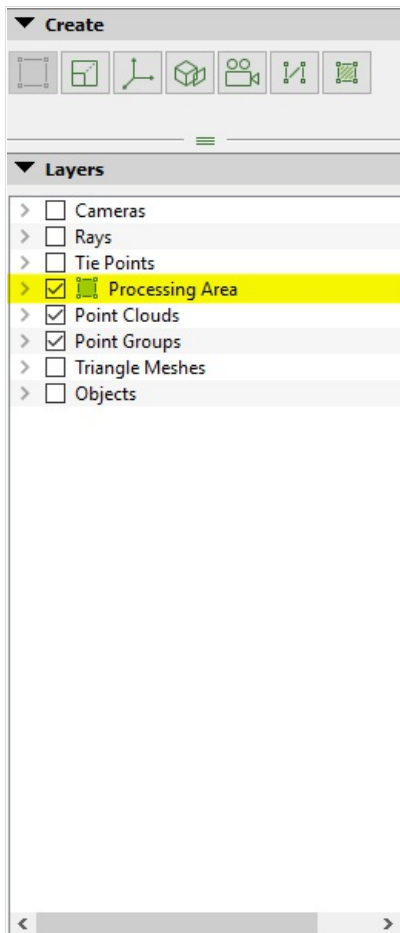 Create
Layers
Cameras
Rays
Tie Points
Processing Area
Point Clouds
Point Groups
Triangle Meshes
Objects